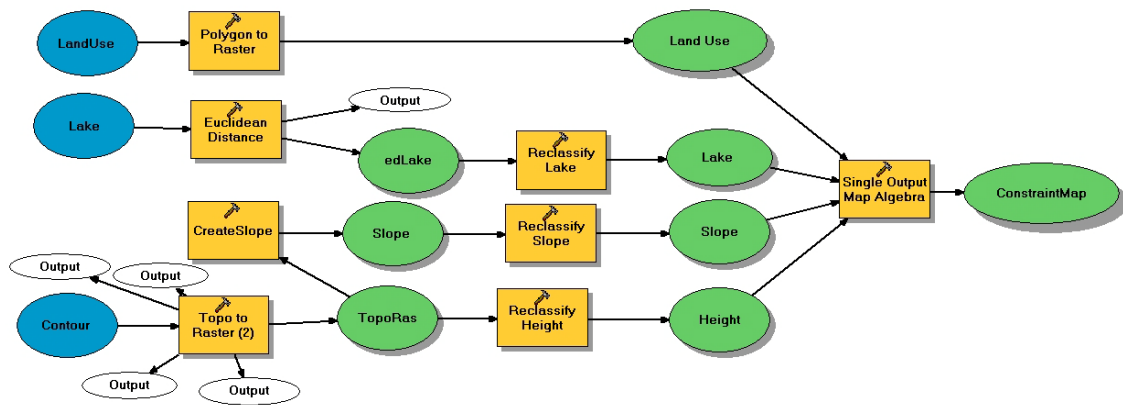 LandUse
Polygon to
Raster
Land Use
Lake
Euclidean
Distance
Output
edLake
Reclassify
Lake
Lake
Single Output
Map Algebra
ConstraintMap
CreateSlope
Slope
Reclassify
Slope
Slope
Output
Output
Contour
Topo to
Raster (2)
TopoRas
Reclassify
Height
Height
Output
Output